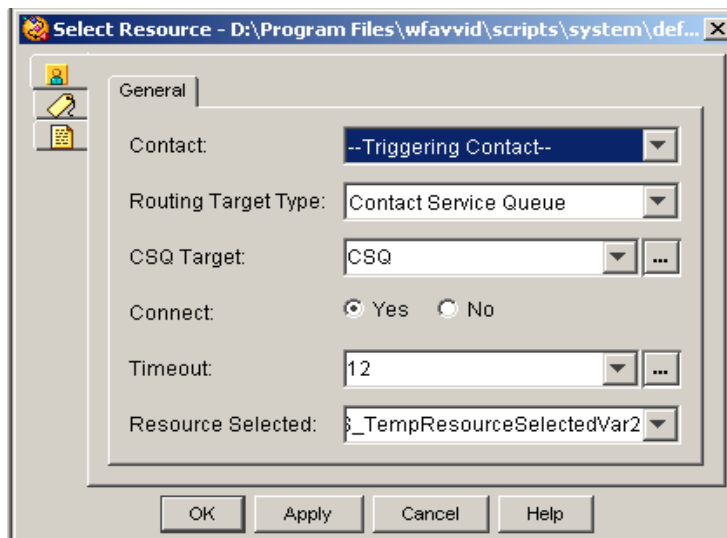 Select Resource - D:\Program Files\wfavvid\scripts\system\def...
General
Contact: --Triggering Contact--
Routing Target Type: Contact Service Queue
CSQ Target: CSQ ...
Connect: Yes No
Timeout: 12 ...
Resource Selected: _TempResourceSelectedVar2
OK Apply Cancel Help